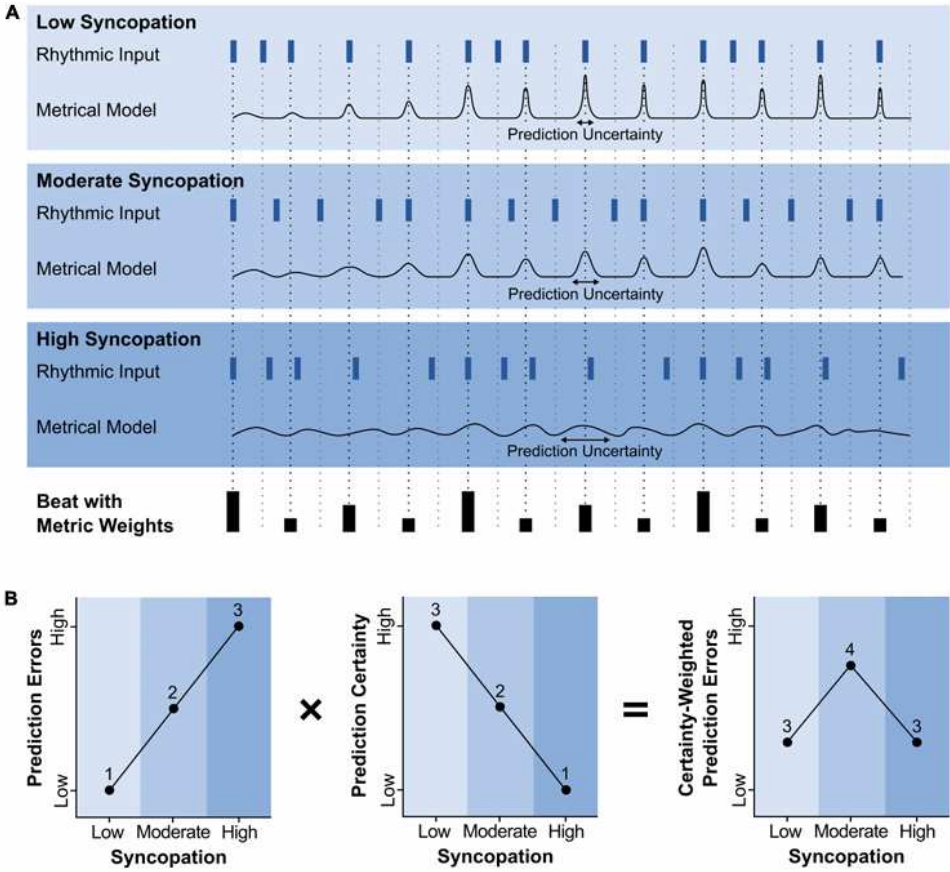 A
Low Syncopation
Rhythmic Input
Metrical Model
Prediction Uncertainty
Moderate Syncopation
Rhythmic Input
Metrical Model
Prediction Uncertainty
High Syncopation
Rhythmic Input
Metrical Model
Prediction Uncertainty
Beat with
Metric Weights
B
Prediction Errors
High
Low
1
2
3
Low Moderate High
Syncopation
×
Prediction Certainty
3
2
1
Low Moderate High
Syncopation
=
Certainty-Weighted
Prediction Errors
High
Low
3
4
3
Low Moderate High
Syncopation